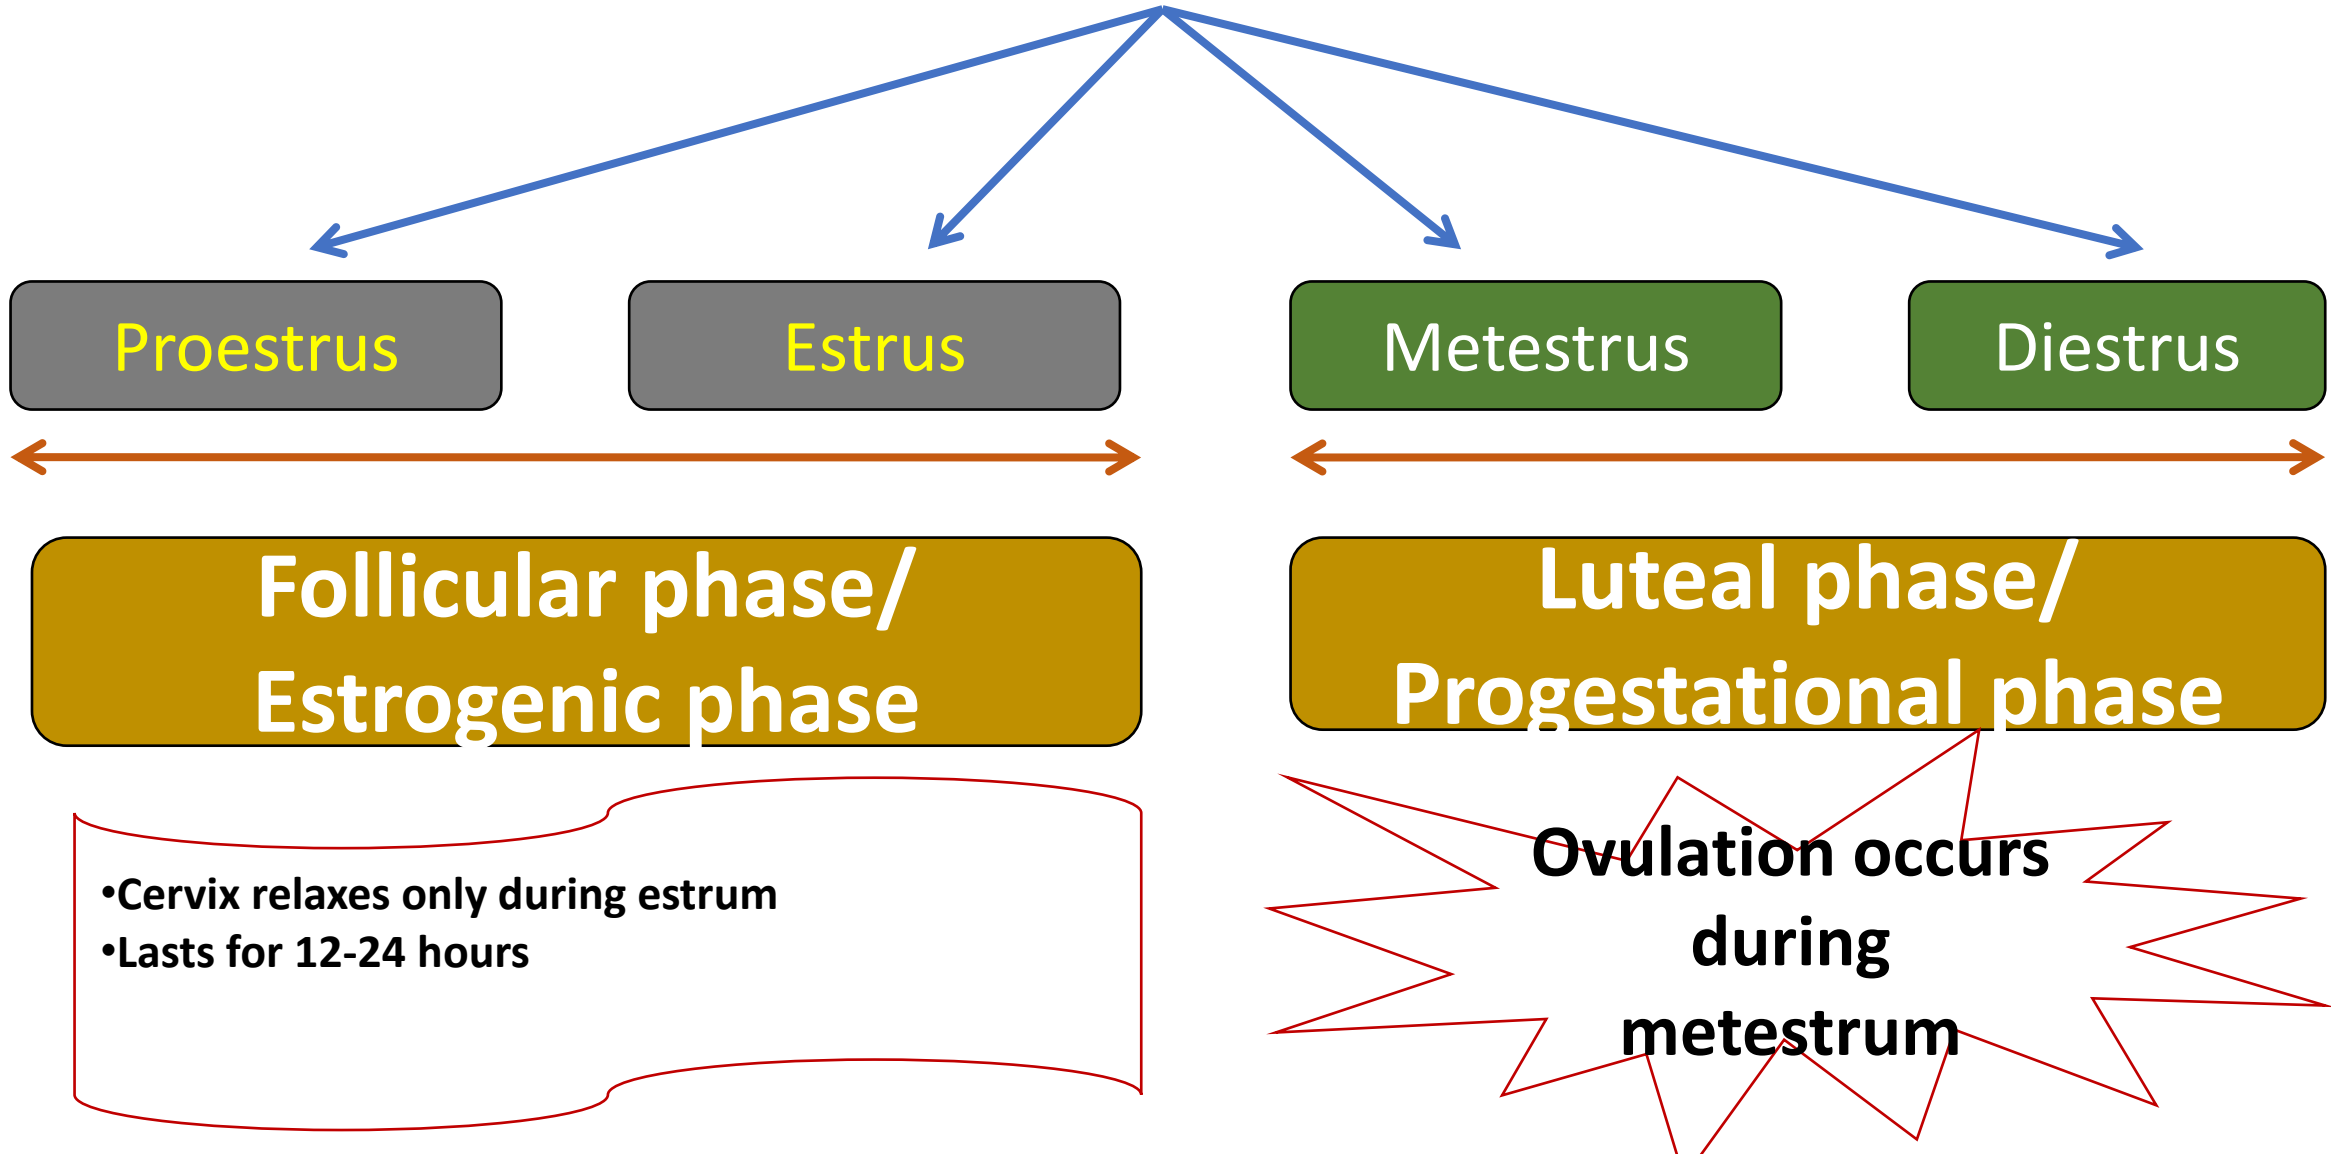 Proestrus
Estrus
Metestrus
Diestrus
Follicular phase/
Estrogenic phase
Luteal phase/
Progestational phase
•Cervix relaxes only during estrum
•Lasts for 12-24 hours
Ovulation occurs
during
metestrum